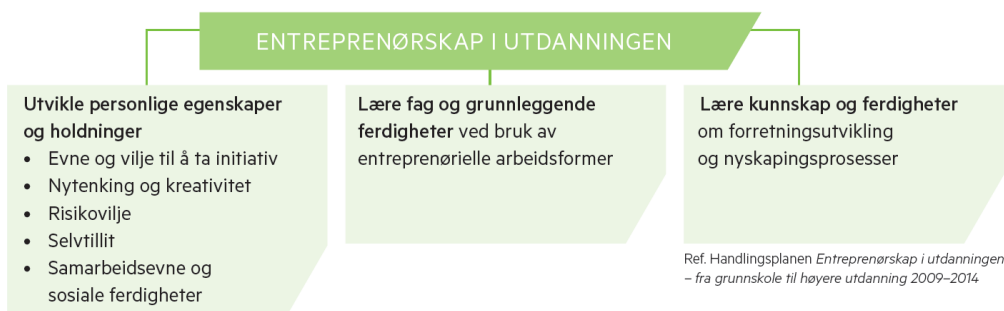 ENTREPRENØRSKAP I UTDANNINGEN
Utvikle personlige egenskaper
og holdninger
• Evne og vilje til å ta initiativ
• Nytenking og kreativitet
• Risikovilje
• Selvtillit
• Samarbeidsevne og
sosiale ferdigheter
Lære fag og grunnleggende
ferdigheter ved bruk av
entreprenørielle arbeidsformer
Lære kunnskap og ferdigheter
om forretningsutvikling
og nyskapingsprosesser
Ref. Handlingsplanen Entreprenørskap i utdanningen
– fra grunnskole til høyere utdanning 2009–2014